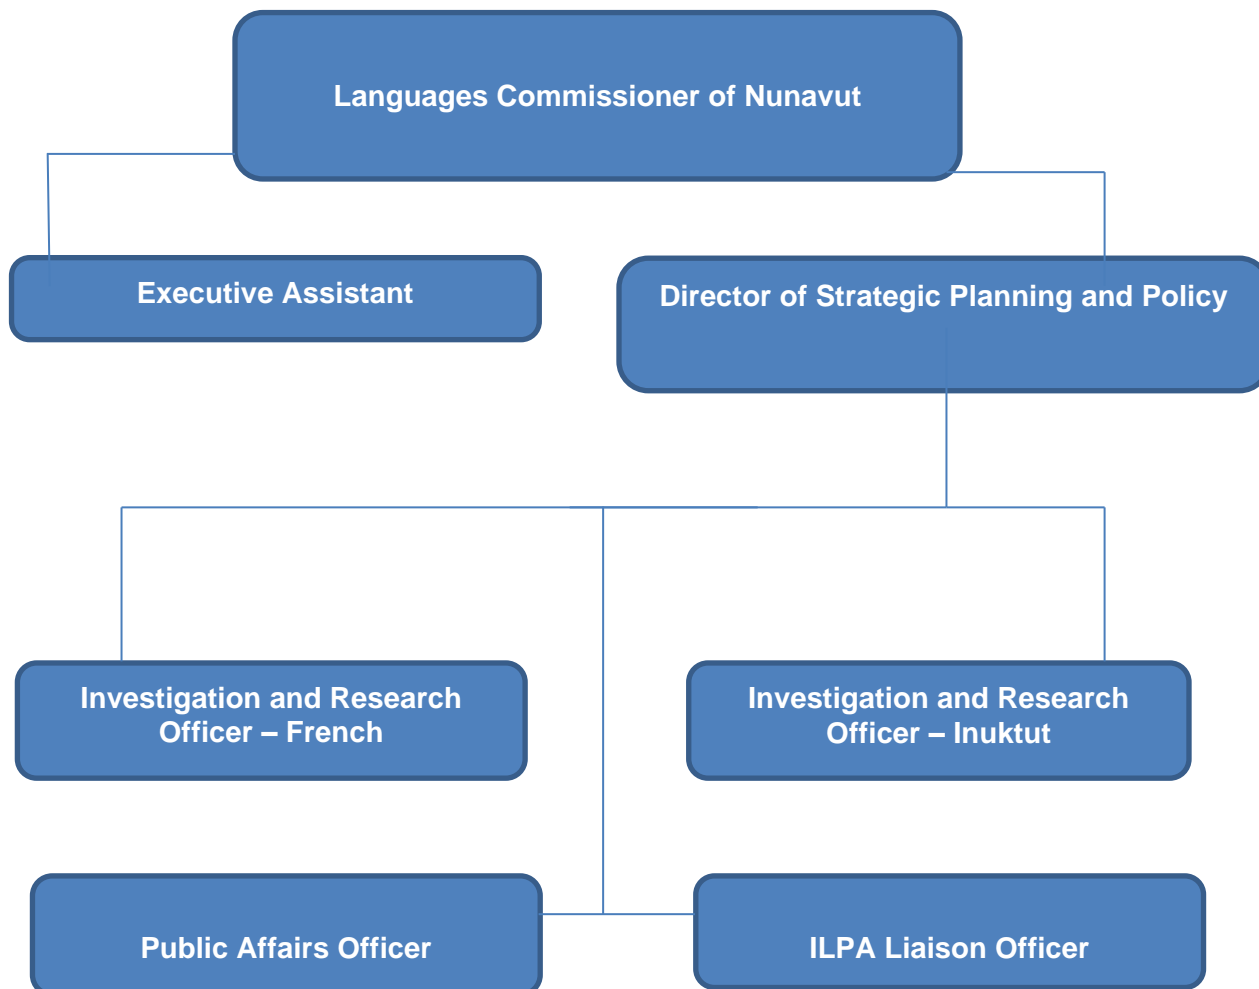 Languages Commissioner of Nunavut
Executive Assistant
Director of Strategic Planning and Policy
Investigation and Research
Officer – French
Investigation and Research
Officer – Inuktut
Public Affairs Officer
ILPA Liaison Officer